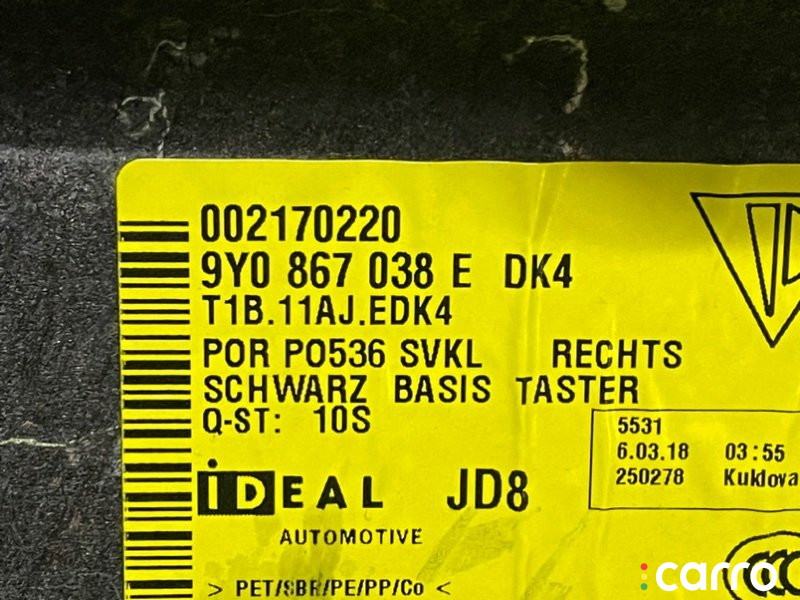 002170220
9Y0 867 038 E DK4
T1B.11AJ.EDK4
POR PO536 SVKL RECHTS
SCHWARZ BASIS TASTER
Q-ST: 10S
5531
6.03.18 03:55
250278 Kuklova
iDEAL JD8
AUTOMOTIVE
> PET/SBR/PE/PP/Co <
carro